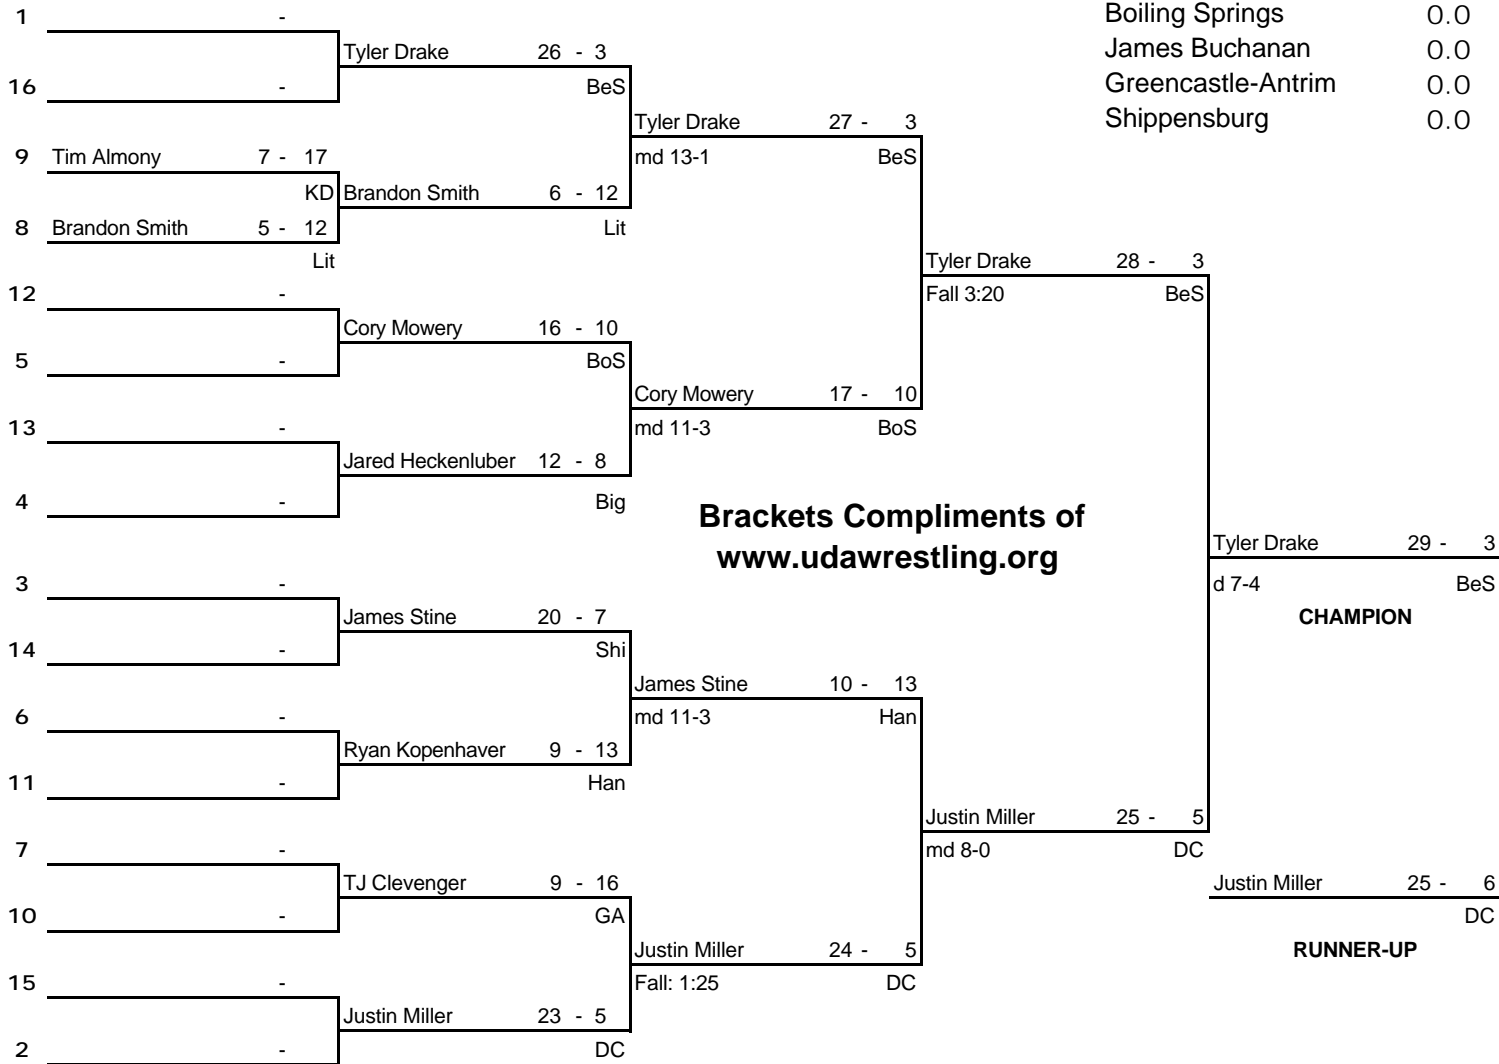 1 -
Boiling Springs 0.0
Tyler Drake 26 - 3
James Buchanan 0.0
16 - BeS
Greencastle-Antrim 0.0
Tyler Drake 27 - 3
Shippensburg 0.0
9 Tim Almony 7 - 17
md 13-1 BeS
KD Brandon Smith 6 - 12
8 Brandon Smith 5 - 12
Lit
Lit
Tyler Drake 28 - 3
12 -
Fall 3:20 BeS
Cory Mowery 16 - 10
5 - BoS
Cory Mowery 17 - 10
13 -
md 11-3 BoS
Jared Heckenluber 12 - 8
4 - Big
Brackets Compliments of
www.udawrestling.org
Tyler Drake 29 - 3
3 -
d 7-4 BeS
James Stine 20 - 7
CHAMPION
14 - Shi
James Stine 10 - 13
6 -
md 11-3 Han
Ryan Kopenhaver 9 - 13
11 - Han
Justin Miller 25 - 5
7 -
md 8-0 DC
TJ Clevenger 9 - 16
Justin Miller 25 - 6
10 - GA
DC
Justin Miller 24 - 5
RUNNER-UP
15 -
Fall: 1:25 DC
Justin Miller 23 - 5
2 - DC